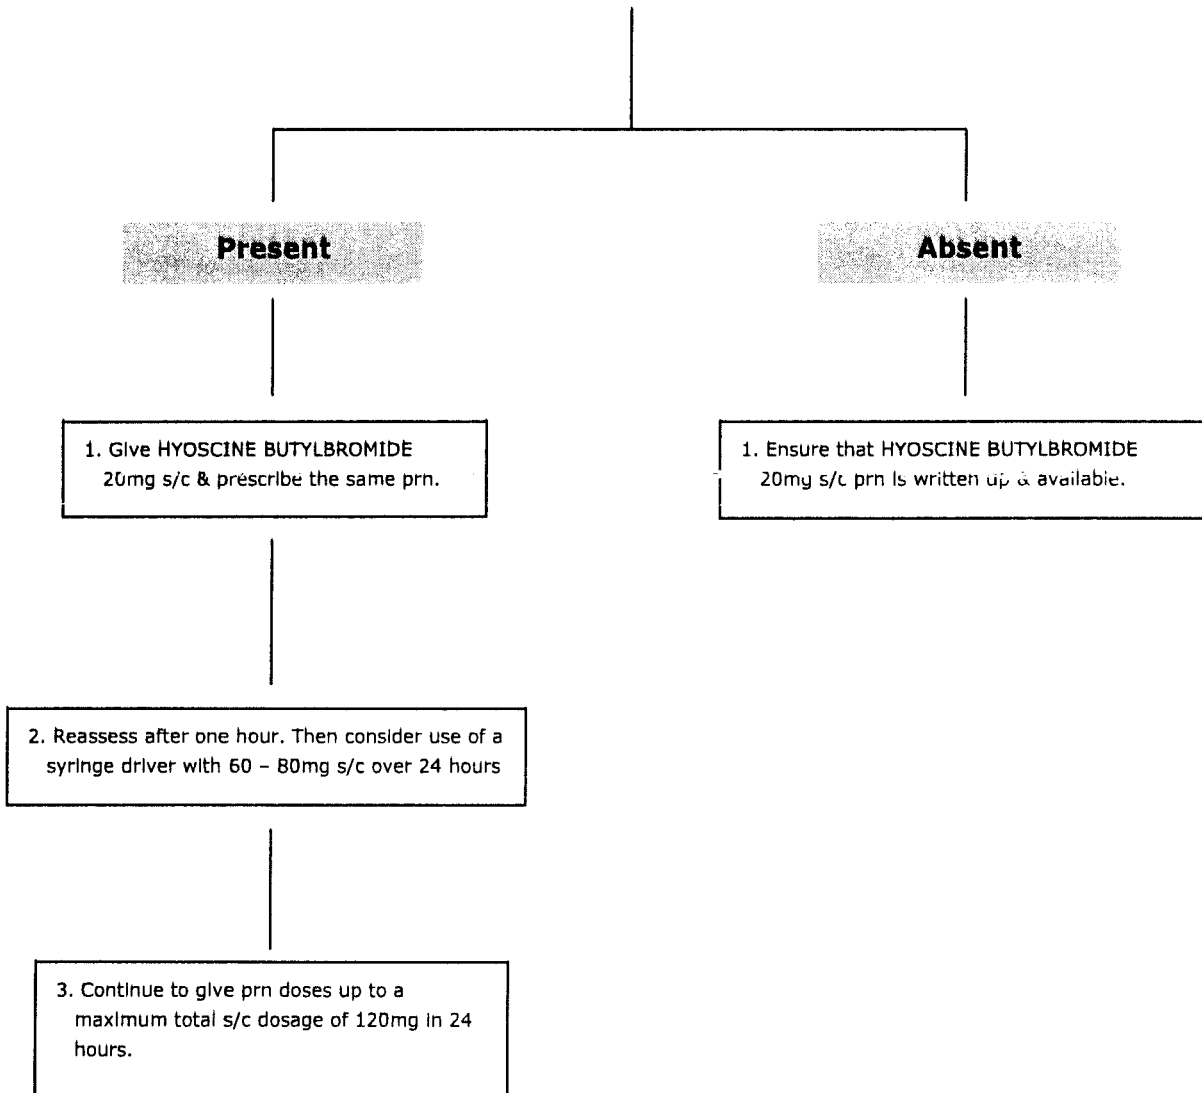 Present
Absent
1. Give HYOSCINE BUTYLBROMIDE
20mg s/c & prescribe the same prn.
1. Ensure that HYOSCINE BUTYLBROMIDE
20mg s/c prn is written up & available.
2. Reassess after one hour. Then consider use of a
syringe driver with 60 – 80mg s/c over 24 hours
3. Continue to give prn doses up to a
maximum total s/c dosage of 120mg in 24
hours.